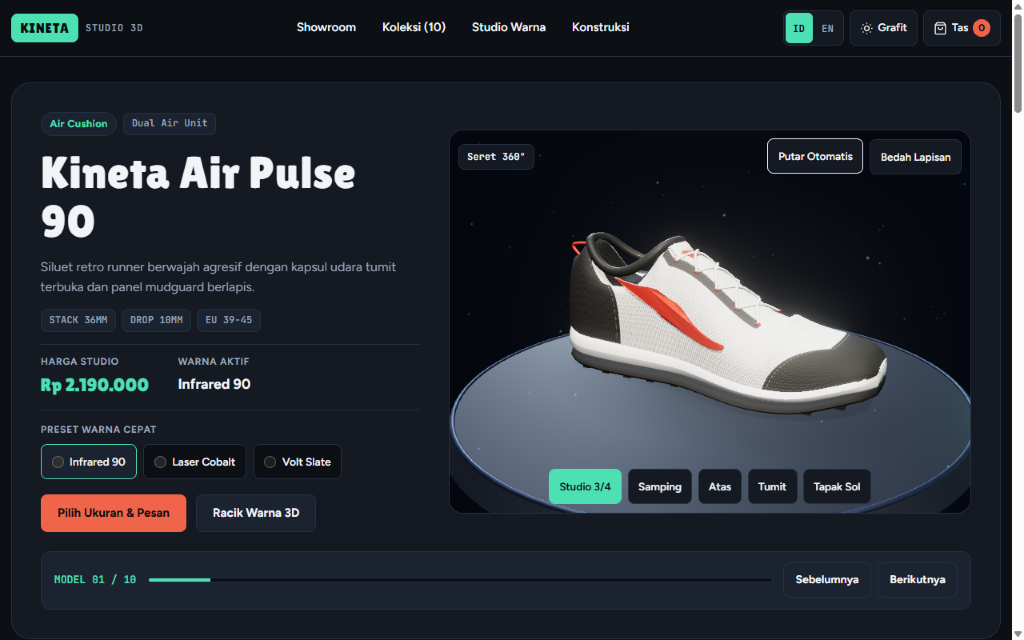 KINETA STUDIO 3D
Showroom
Koleksi (10)
Studio Warna
Konstruksi
ID
EN
Grafit
Tas 0
Air Cushion
Dual Air Unit
Kineta Air Pulse
90
Siluet retro runner berwajah agresif dengan kapsul udara tumit
terbuka dan panel mudguard berlapis.
STACK 36MM
DROP 10MM
EU 39-45
HARGA STUDIO
Rp 2.190.000
WARNA AKTIF
Infrared 90
PRESET WARNA CEPAT
Infrared 90
Laser Cobalt
Volt Slate
Pilih Ukuran & Pesan
Racik Warna 3D
Seret 360°
Putar Otomatis
Bedah Lapisan
Studio 3/4
Samping
Atas
Tumit
Tapak Sol
MODEL 01 / 10
Sebelumnya
Berikutnya